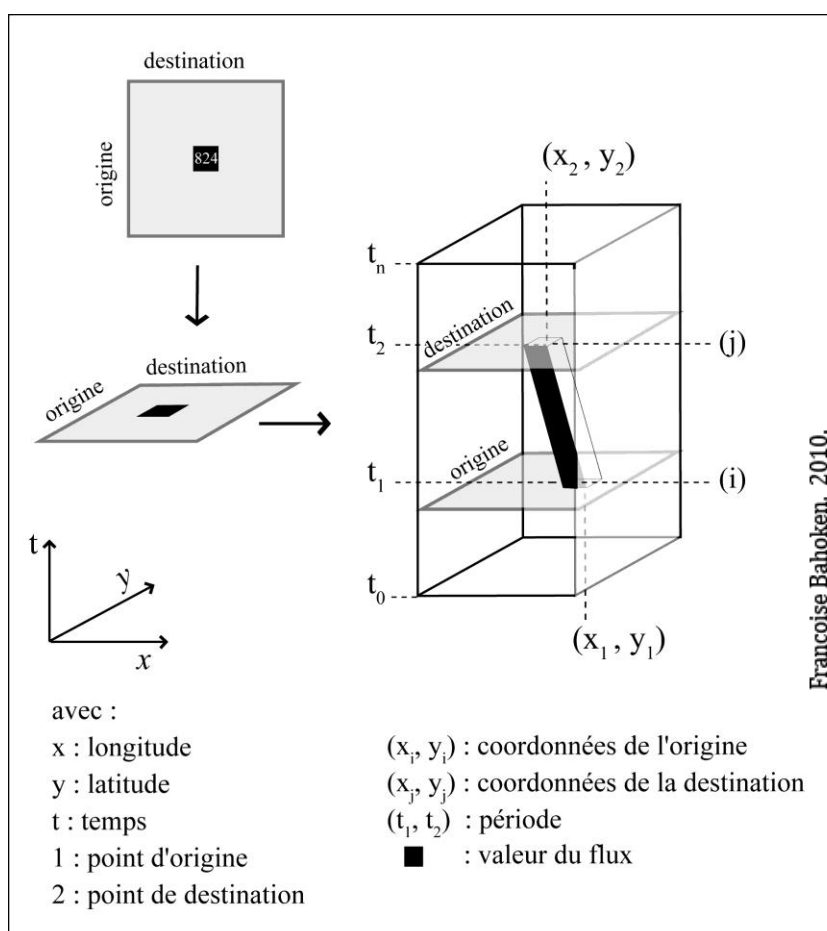 destination
origine
824
destination
origine
(x₂, y₂)
tₙ
t₂
destination
(j)
t₁
origine
(i)
t₀
(x₁, y₁)
t
y
x
avec :
x : longitude
y : latitude
t : temps
1 : point d'origine
2 : point de destination
(xᵢ, yᵢ) : coordonnées de l'origine
(xⱼ, yⱼ) : coordonnées de la destination
(t₁, t₂) : période
: valeur du flux
Françoise Bahoken, 2010.